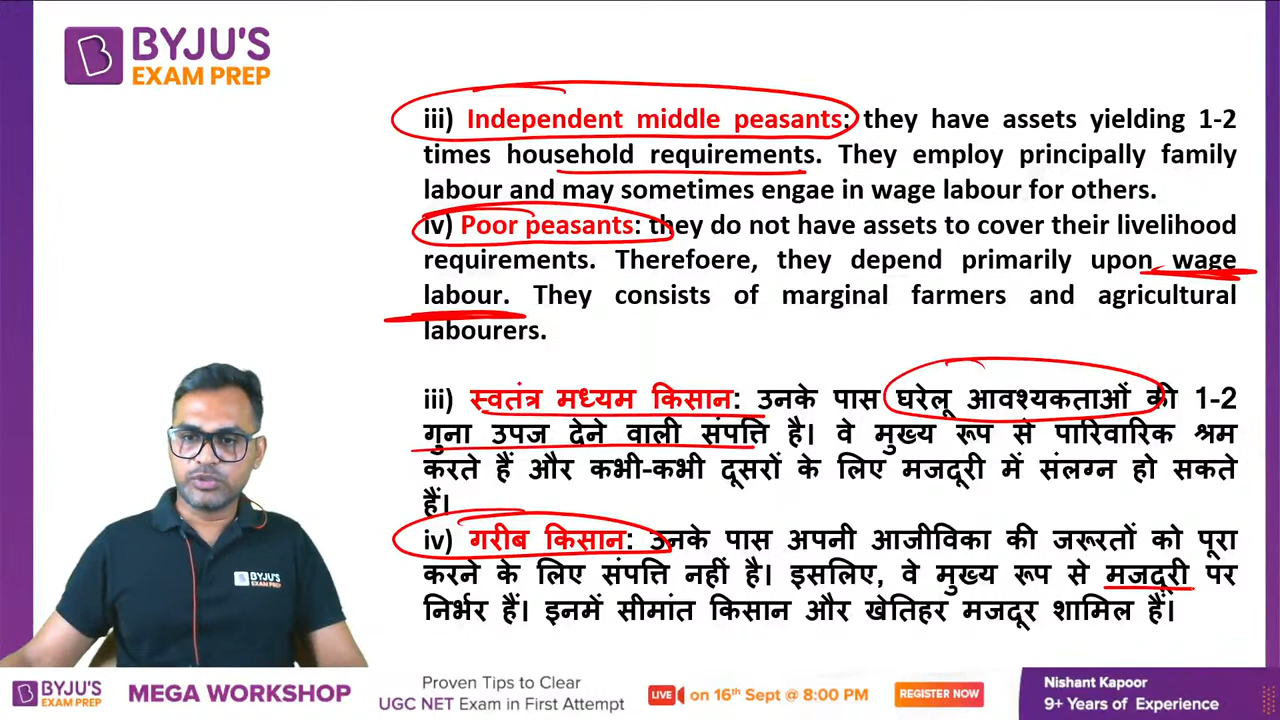 BYJU'S
EXAM PREP
iii) Independent middle peasants: they have assets yielding 1-2
times household requirements. They employ principally family
labour and may sometimes engae in wage labour for others.
iv) Poor peasants: they do not have assets to cover their livelihood
requirements. Therefoere, they depend primarily upon wage
labour. They consists of marginal farmers and agricultural
labourers.
iii) स्वतंत्र मध्यम किसान: उनके पास घरेलू आवश्यकताओं की 1-2
गुना उपज देने वाली संपत्ति है। वे मुख्य रूप से पारिवारिक श्रम
करते हैं और कभी-कभी दूसरों के लिए मजदूरी में संलग्न हो सकते
हैं।
iv) गरीब किसान: उनके पास अपनी आजीविका की जरूरतों को पूरा
करने के लिए संपत्ति नहीं है। इसलिए, वे मुख्य रूप से मजदूरी पर
निर्भर हैं। इनमें सीमांत किसान और खेतिहर मजदूर शामिल हैं।
BYJU'S
EXAM PREP
BYJU'S
EXAM PREP
MEGA WORKSHOP
Proven Tips to Clear
UGC NET Exam in First Attempt
LIVE on 16th Sept @ 8:00 PM
REGISTER NOW
Nishant Kapoor
9+ Years of Experience